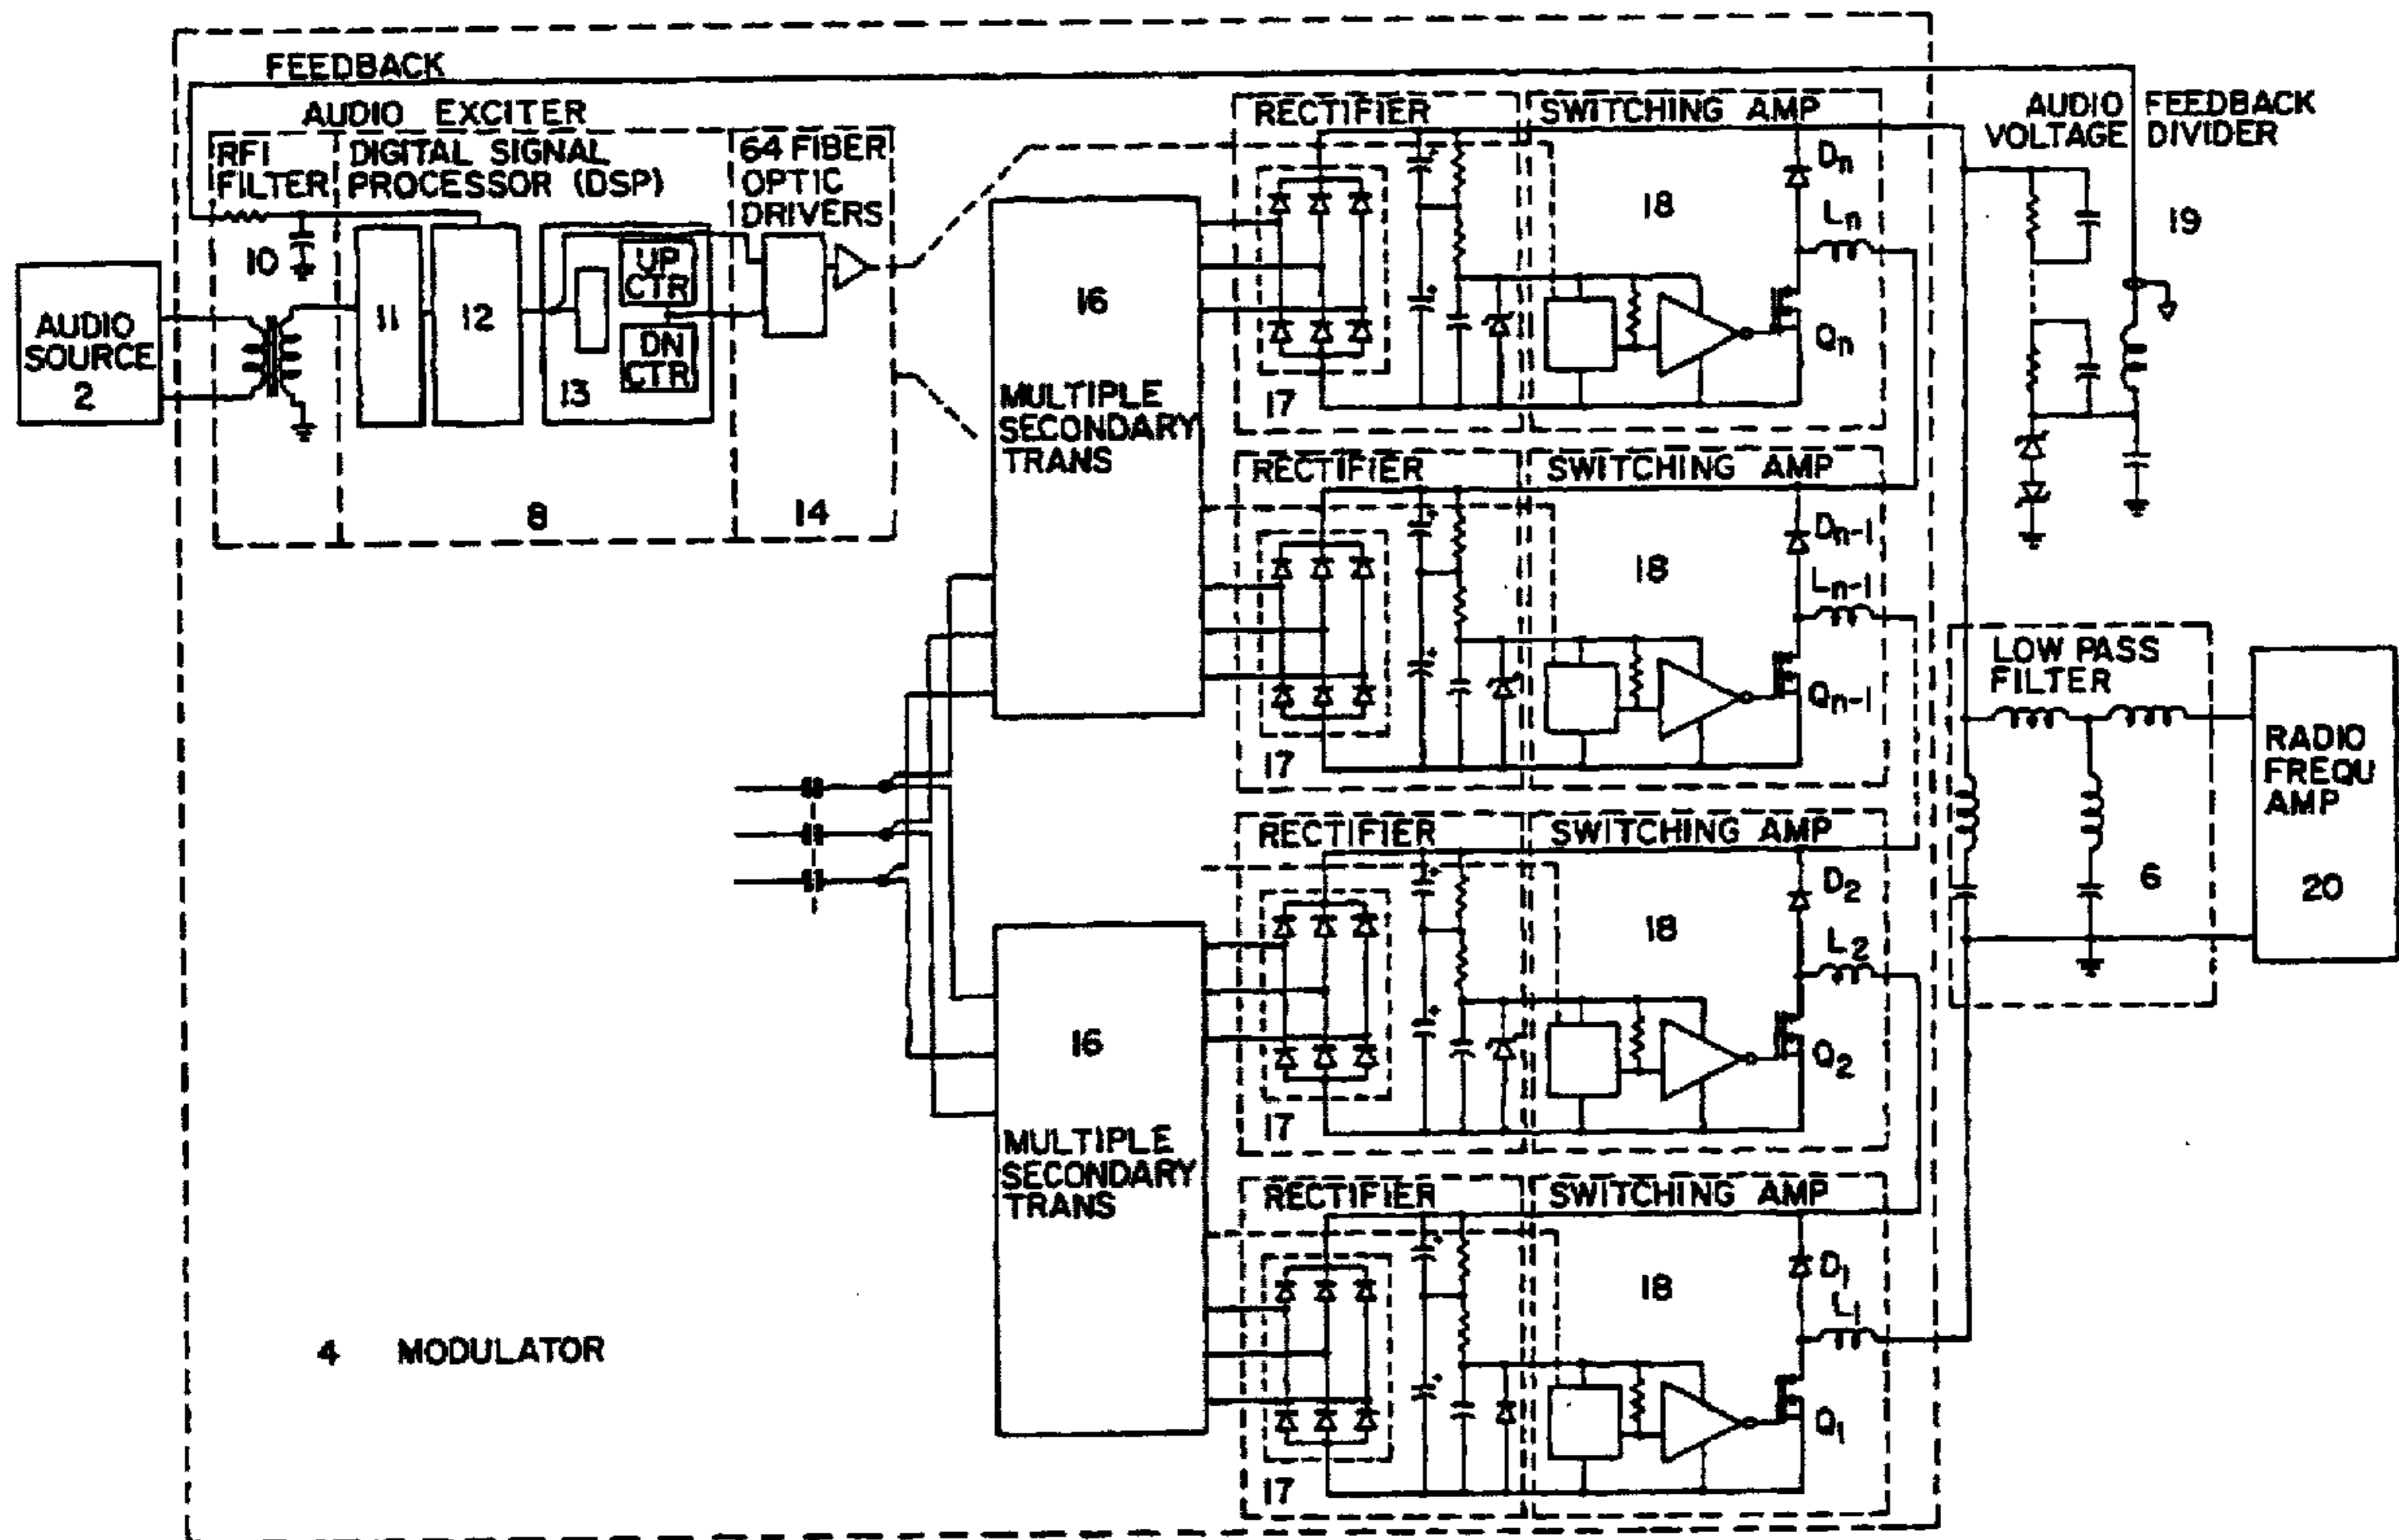 FEEDBACK
AUDIO EXCITER
RFI
FILTER
DIGITAL SIGNAL
PROCESSOR (DSP)
64 FIBER
OPTIC
DRIVERS
10
11
12
UP
CTR
DN
CTR
13
8
14
AUDIO
SOURCE
2
16
MULTIPLE
SECONDARY
TRANS
RECTIFIER
17
SWITCHING AMP
18
Dn
Ln
Qn
RECTIFIER
17
SWITCHING AMP
18
Dn-1
Ln-1
Qn-1
16
MULTIPLE
SECONDARY
TRANS
RECTIFIER
17
SWITCHING AMP
18
D2
L2
Q2
RECTIFIER
17
SWITCHING AMP
18
D1
L1
Q1
AUDIO FEEDBACK
VOLTAGE DIVIDER
19
LOW PASS
FILTER
6
RADIO
FREQU
AMP
20
4 MODULATOR